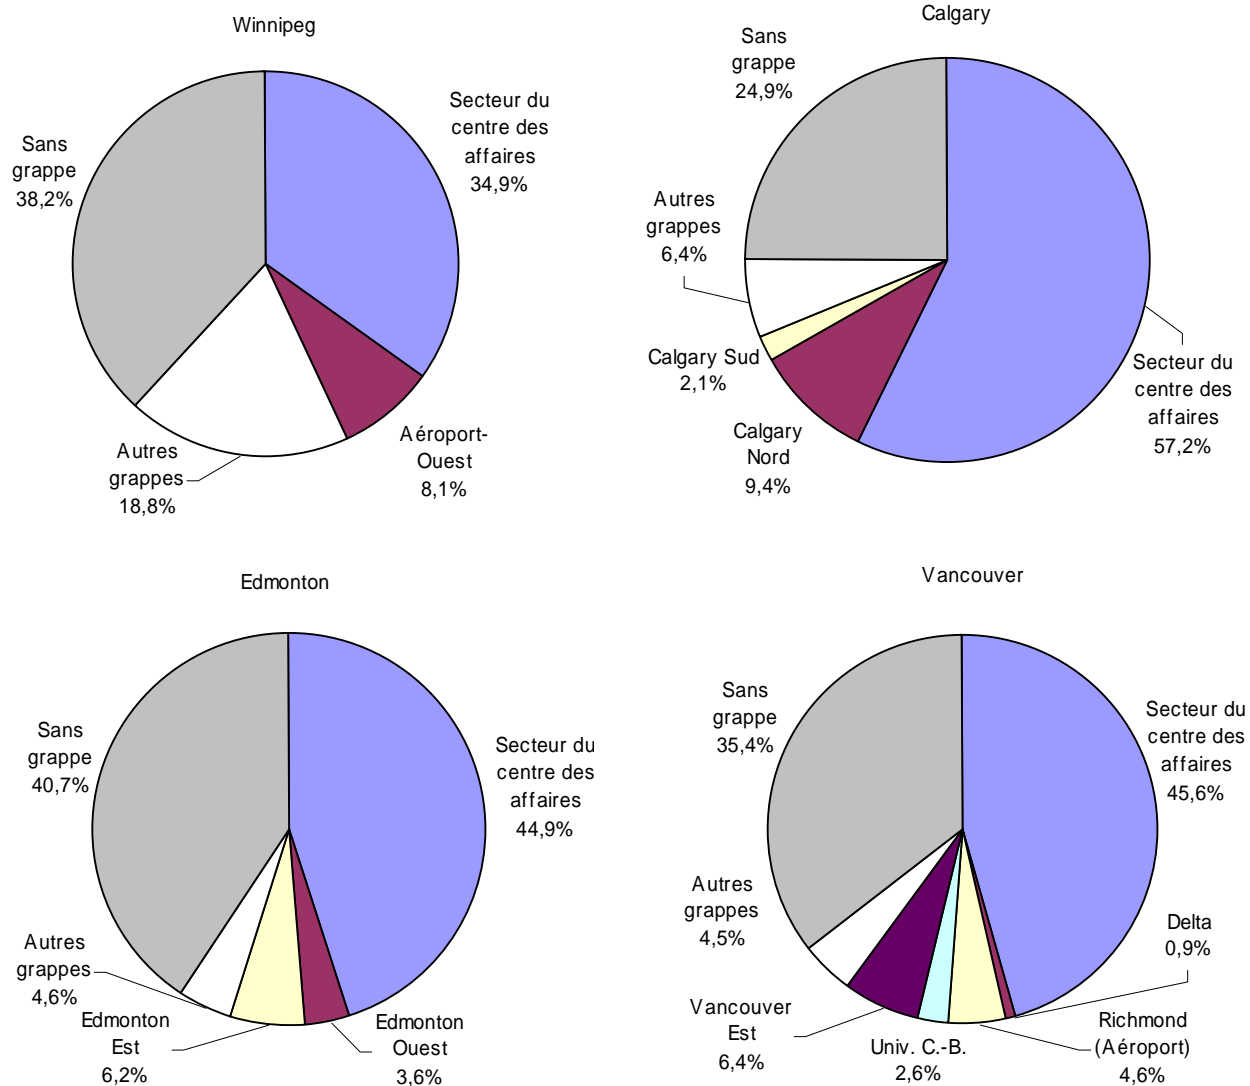 Winnipeg
Sans
grappe
38,2%
Secteur du
centre des
affaires
34,9%
Autres
grappes
18,8%
Aéroport-
Ouest
8,1%
Calgary
Sans
grappe
24,9%
Autres
grappes
6,4%
Calgary Sud
2,1%
Calgary
Nord
9,4%
Secteur du
centre des
affaires
57,2%
Edmonton
Sans
grappe
40,7%
Secteur du
centre des
affaires
44,9%
Autres
grappes
4,6%
Edmonton
Est
6,2%
Edmonton
Ouest
3,6%
Vancouver
Sans
grappe
35,4%
Secteur du
centre des
affaires
45,6%
Autres
grappes
4,5%
Delta
0,9%
Vancouver
Est
6,4%
Univ. C.-B.
2,6%
Richmond
(Aéroport)
4,6%